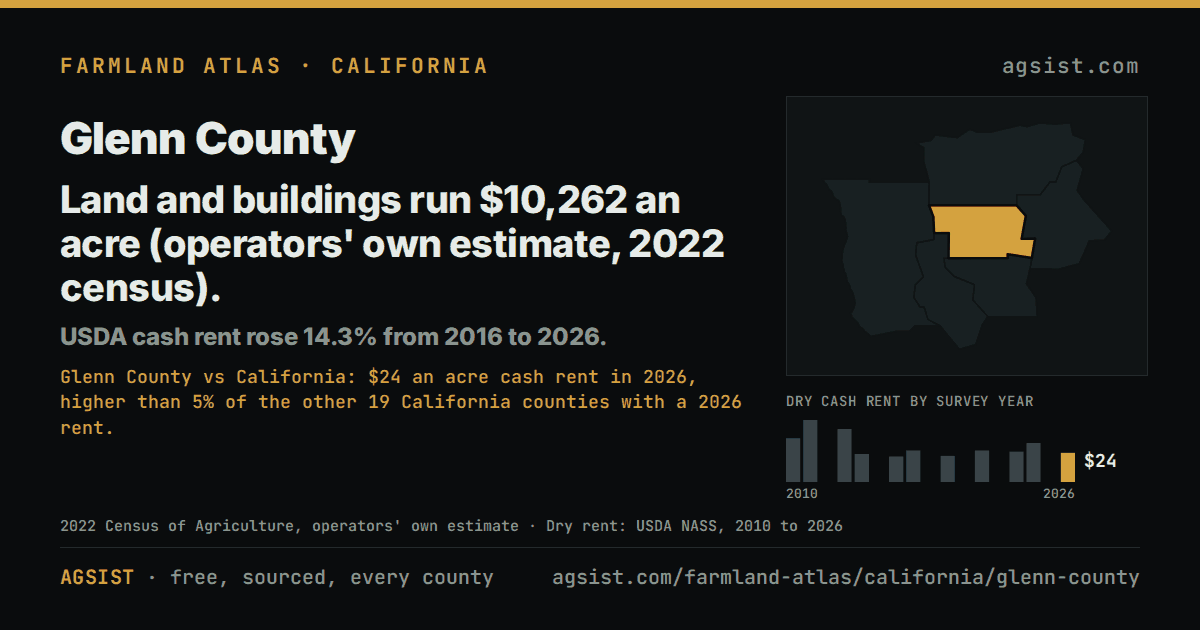 FARMLAND ATLAS · CALIFORNIA
agsist.com
Glenn County
Land and buildings run $10,262 an
acre (operators' own estimate, 2022
census).
USDA cash rent rose 14.3% from 2016 to 2026.
Glenn County vs California: $24 an acre cash rent in 2026,
higher than 5% of the other 19 California counties with a 2026
rent.
DRY CASH RENT BY SURVEY YEAR
$24
2010
2026
2022 Census of Agriculture, operators' own estimate · Dry rent: USDA NASS, 2010 to 2026
AGSIST · free, sourced, every county
agsist.com/farmland-atlas/california/glenn-county